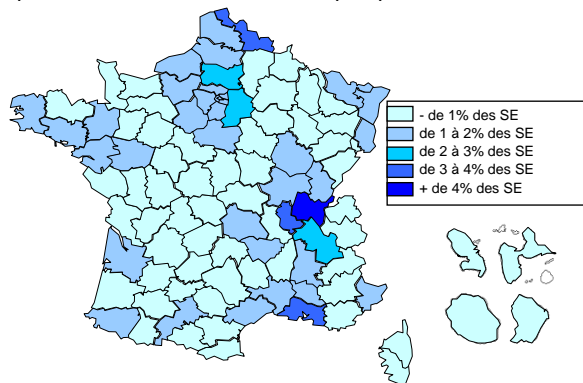 - de 1% des SE
de 1 à 2% des SE
de 2 à 3% des SE
de 3 à 4% des SE
+ de 4% des SE